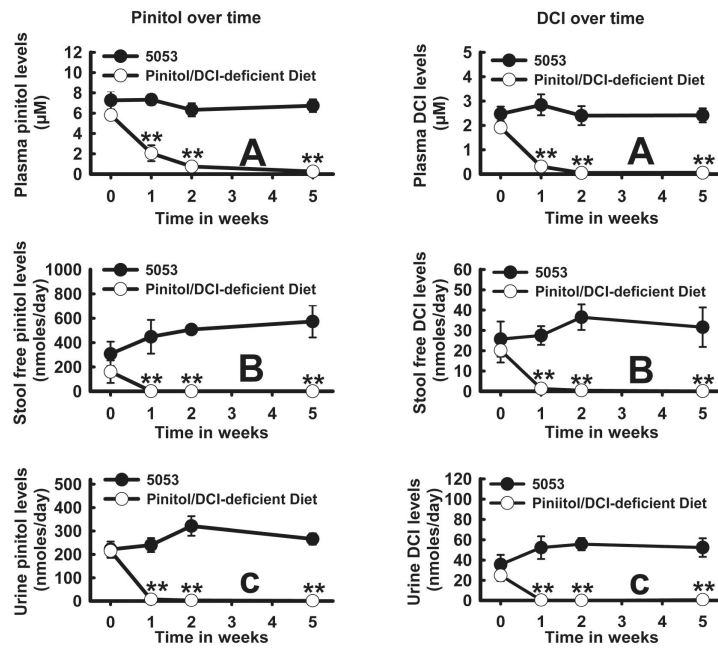 Pinitol over time
Plasma pinitol levels
(µM)
14
12
10
8
6
4
2
0
5053
Pinitol/DCI-deficient Diet
**
**
**
A
0 1 2 3 4 5
Time in weeks
DCI over time
Plasma DCI levels
(µM)
5
4
3
2
1
0
5053
Pinitol/DCI-deficient Diet
**
**
**
A
0 1 2 3 4 5
Time in weeks
Stool free pinitol levels
(nmoles/day)
1000
800
600
400
200
0
5053
Pinitol/DCI-deficient Diet
**
**
**
B
0 1 2 3 4 5
Time in weeks
Stool free DCI levels
(nmoles/day)
60
50
40
30
20
10
0
5053
Pinitol/DCI-deficient Diet
**
**
**
B
0 1 2 3 4 5
Time in weeks
Urine pinitol levels
(nmoles/day)
500
400
300
200
100
0
5053
Pinitol/DCI-deficient Diet
**
**
**
c
0 1 2 3 4 5
Time in weeks
Urine DCI levels
(nmoles/day)
120
100
80
60
40
20
0
5053
Piniitol/DCI-deficient Diet
**
**
**
c
0 1 2 3 4 5
Time in weeks